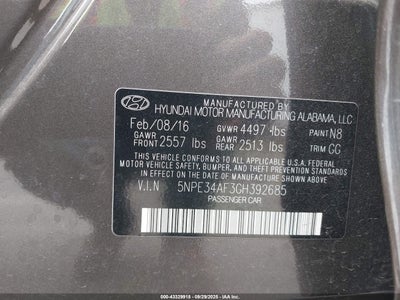 MANUFACTURED BY
HYUNDAI MOTOR MANUFACTURING ALABAMA, LLC
Feb/08/16 GVWR 4497 lbs PAINT N8
GAWR FRONT 2557 lbs GAWR REAR 2513 lbs TRIM GG
THIS VEHICLE CONFORMS TO ALL APPLICABLE U.S. FEDERAL
MOTOR VEHICLE SAFETY, BUMPER, AND THEFT PREVENTION
STANDARDS IN EFFECT ON THE DATE OF MANUFACTURE SHOWN ABOVE.
V.I.N 5NPE34AF3GH392685
PASSENGER CAR
000-43329915 - 09/29/2025 - www.iaai.com